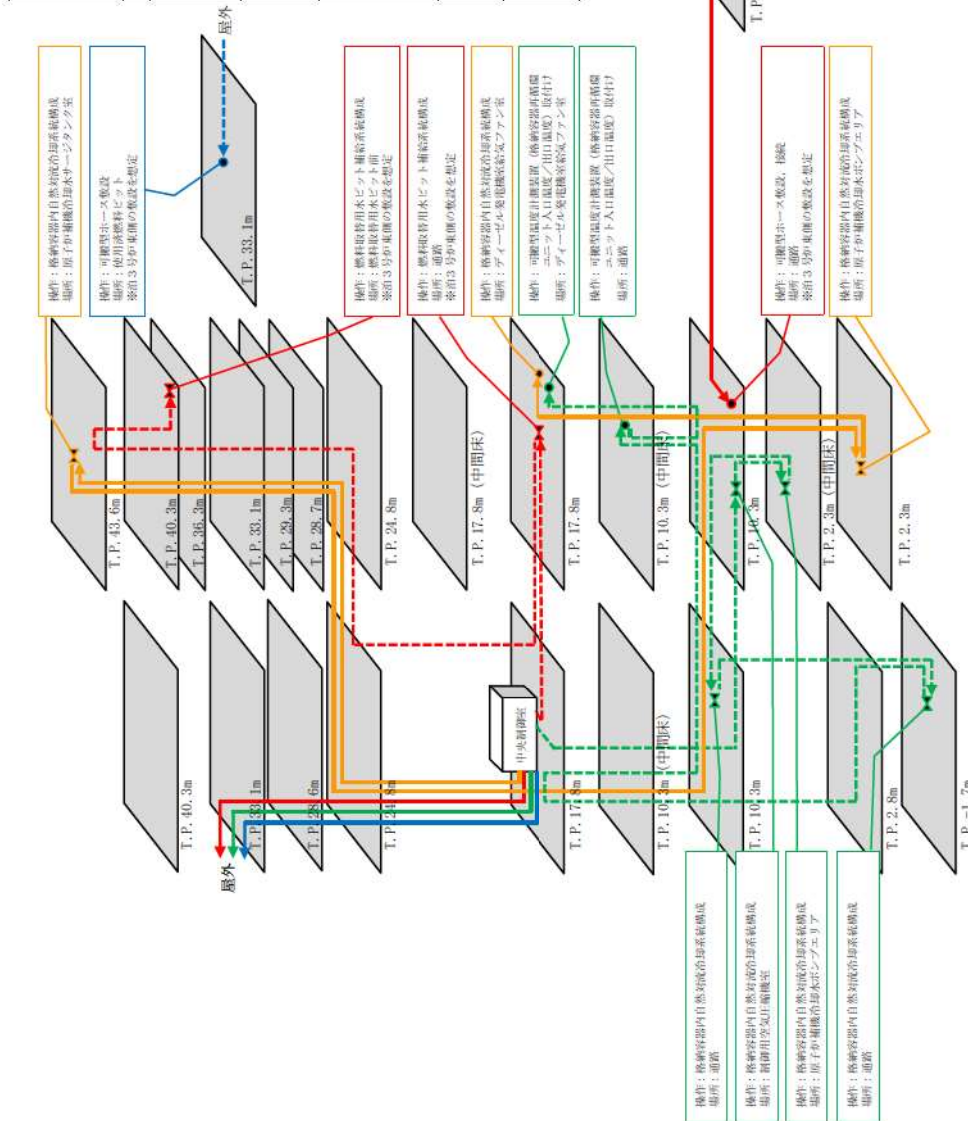 操作：格納容器内自然対流冷却系統構成
場所：原子炉補機冷却水サージタンク室
操作：可搬型ホース敷設
場所：使用済燃料ピット
※泊３号炉東側の敷設を想定
屋外
T.P. 33.1m
操作：燃料取替用水ピット補給系統構成
場所：燃料取替用水ピット前
※泊３号炉東側の敷設を想定
操作：燃料取替用水ピット補給系統構成
場所：通路
※泊３号炉東側の敷設を想定
操作：格納容器内自然対流冷却系統構成
場所：ディーゼル発電機室給気ファン室
操作：可搬型温度計測装置（格納容器再循環
ユニット入口温度／出口温度）取付け
場所：ディーゼル発電機室給気ファン室
操作：可搬型温度計測装置（格納容器再循環
ユニット入口温度／出口温度）取付け
場所：通路
操作：可搬型ホース敷設、接続
場所：通路
※泊３号炉東側の敷設を想定
操作：格納容器内自然対流冷却系統構成
場所：原子炉補機冷却水ポンプエリア
T.P.
T.P. 43.6m
T.P. 40.3m
T.P. 36.3m
T.P. 33.1m
T.P. 29.3m
T.P. 28.7m
T.P. 24.8m
T.P. 17.8m（中間床）
T.P. 17.8m
T.P. 10.3m（中間床）
T.P. 10.3m
T.P. 2.3m（中間床）
T.P. 2.3m
T.P. 40.3m
T.P. 33.1m
T.P. 28.6m
T.P. 24.8m
中央制御室
T.P. 17.8m
T.P. 10.3m（中間床）
T.P. 10.3m
T.P. 2.8m
T.P. -1.7m
屋外
操作：格納容器内自然対流冷却系統構成
場所：通路
操作：格納容器内自然対流冷却系統構成
場所：制御用空気圧縮機室
操作：格納容器内自然対流冷却系統構成
場所：原子炉補機冷却水ポンプエリア
操作：格納容器内自然対流冷却系統構成
場所：通路